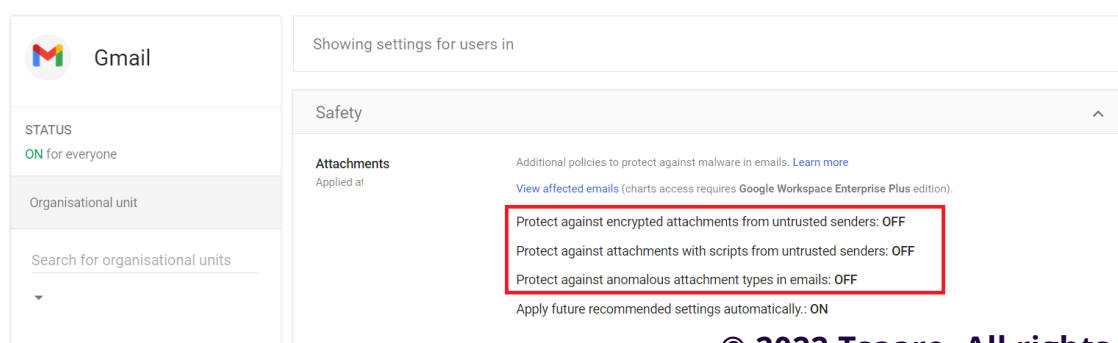 Gmail
STATUS
ON for everyone
Organisational unit
Search for organisational units
Showing settings for users in
Safety
Attachments
Applied at
Additional policies to protect against malware in emails. Learn more
View affected emails (charts access requires Google Workspace Enterprise Plus edition).
Protect against encrypted attachments from untrusted senders: OFF
Protect against attachments with scripts from untrusted senders: OFF
Protect against anomalous attachment types in emails: OFF
Apply future recommended settings automatically.: ON